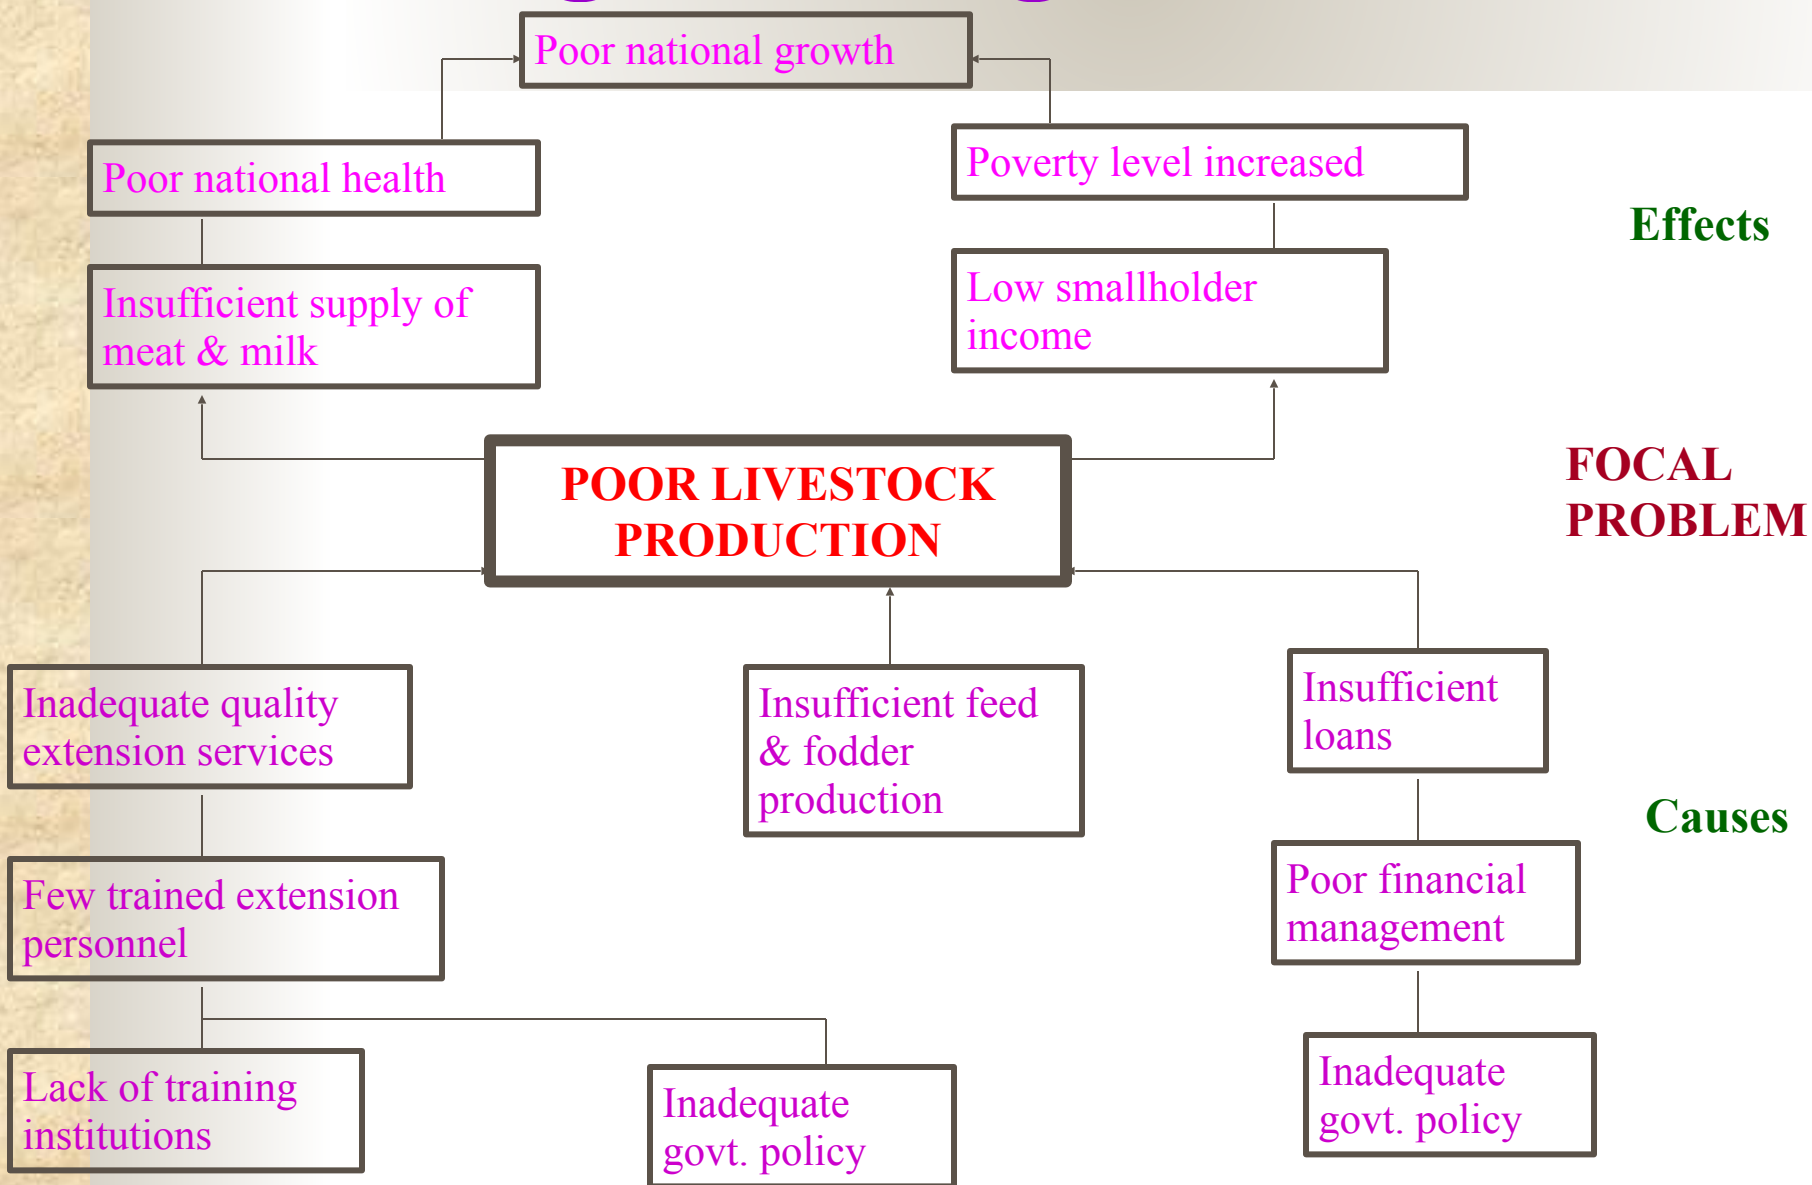 Poor national growth
Poor national health
Poverty level increased
Effects
Insufficient supply of
meat & milk
Low smallholder
income
POOR LIVESTOCK
PRODUCTION
FOCAL
PROBLEM
Inadequate quality
extension services
Insufficient feed
& fodder
production
Insufficient
loans
Causes
Few trained extension
personnel
Poor financial
management
Lack of training
institutions
Inadequate
govt. policy
Inadequate
govt. policy